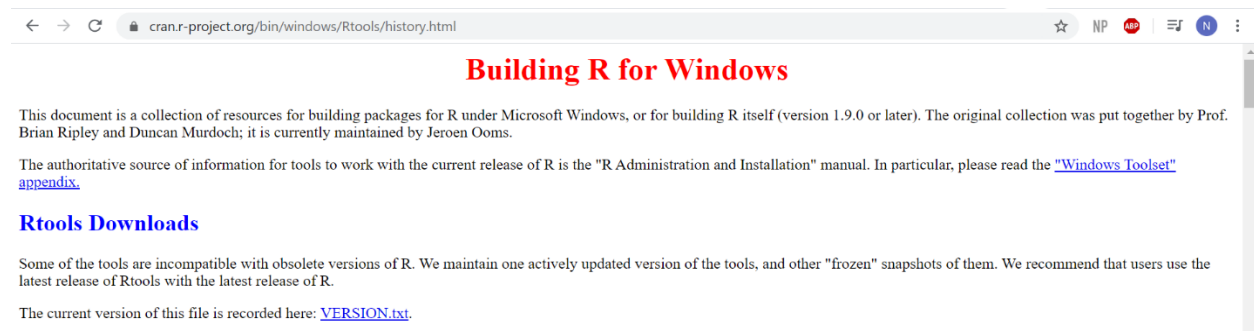 cran.r-project.org/bin/windows/Rtools/history.html
NP
ABP
N
Building R for Windows
This document is a collection of resources for building packages for R under Microsoft Windows, or for building R itself (version 1.9.0 or later). The original collection was put together by Prof.
Brian Ripley and Duncan Murdoch; it is currently maintained by Jeroen Ooms.
The authoritative source of information for tools to work with the current release of R is the "R Administration and Installation" manual. In particular, please read the "Windows Toolset"
appendix.
Rtools Downloads
Some of the tools are incompatible with obsolete versions of R. We maintain one actively updated version of the tools, and other "frozen" snapshots of them. We recommend that users use the
latest release of Rtools with the latest release of R.
The current version of this file is recorded here: VERSION.txt.